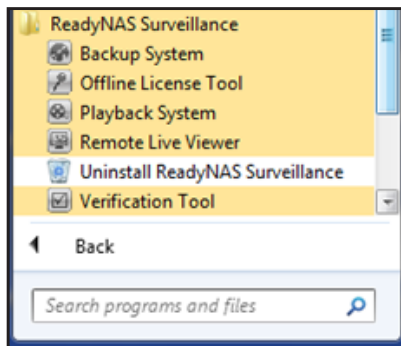 ReadyNAS Surveillance
Backup System
Offline License Tool
Playback System
Remote Live Viewer
Uninstall ReadyNAS Surveillance
Verification Tool
Back
Search programs and files